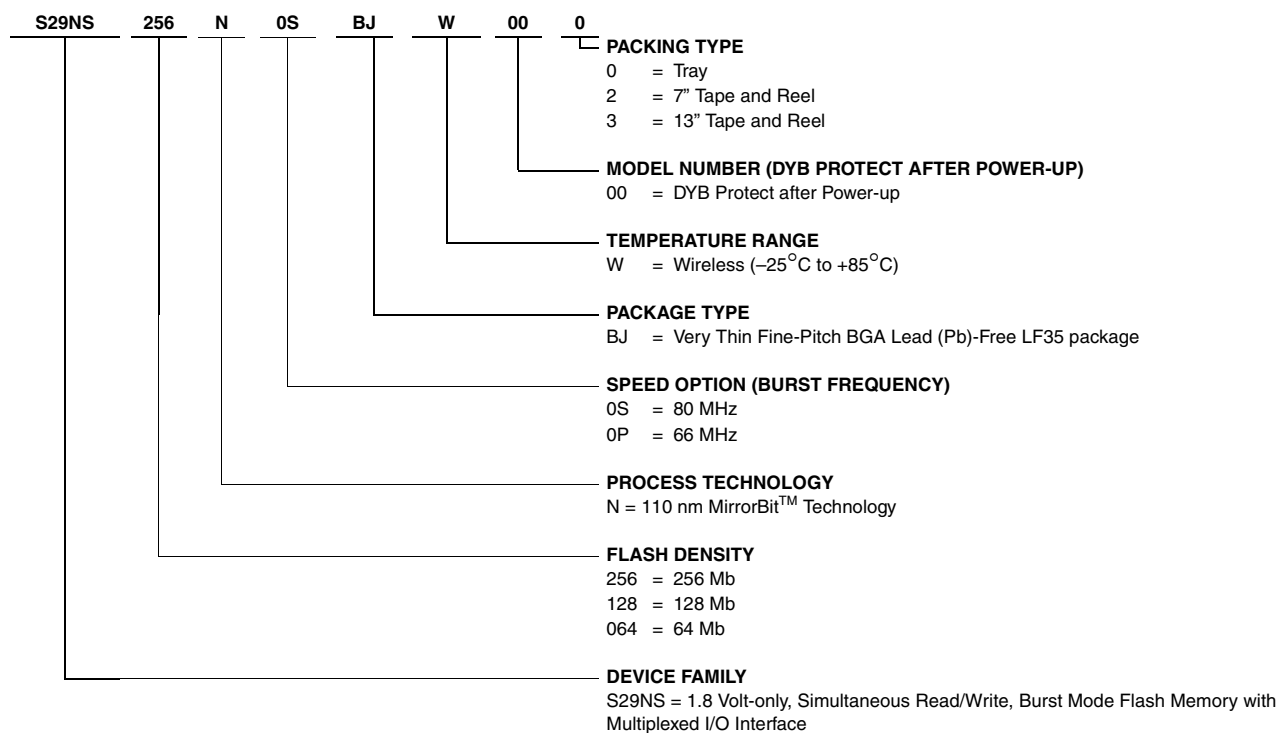 S29NS 256 N 0S BJ W 00 0
PACKING TYPE
0 = Tray
2 = 7” Tape and Reel
3 = 13” Tape and Reel
MODEL NUMBER (DYB PROTECT AFTER POWER-UP)
00 = DYB Protect after Power-up
TEMPERATURE RANGE
W = Wireless (–25°C to +85°C)
PACKAGE TYPE
BJ = Very Thin Fine-Pitch BGA Lead (Pb)-Free LF35 package
SPEED OPTION (BURST FREQUENCY)
0S = 80 MHz
0P = 66 MHz
PROCESS TECHNOLOGY
N = 110 nm MirrorBit™ Technology
FLASH DENSITY
256 = 256 Mb
128 = 128 Mb
064 = 64 Mb
DEVICE FAMILY
S29NS = 1.8 Volt-only, Simultaneous Read/Write, Burst Mode Flash Memory with
Multiplexed I/O Interface